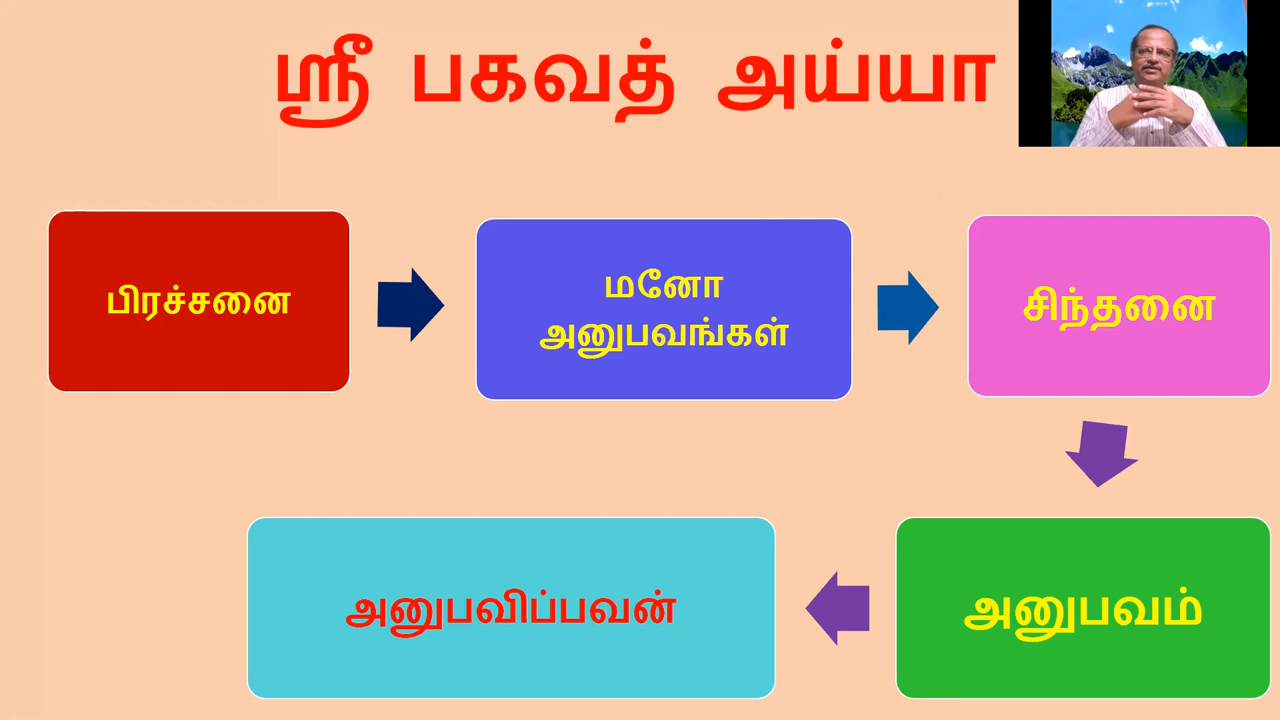 ஸ்ரீ பகவத் அய்யா
பிரச்சனை
மனோ
அனுபவங்கள்
சிந்தனை
அனுபவிப்பவன்
அனுபவம்